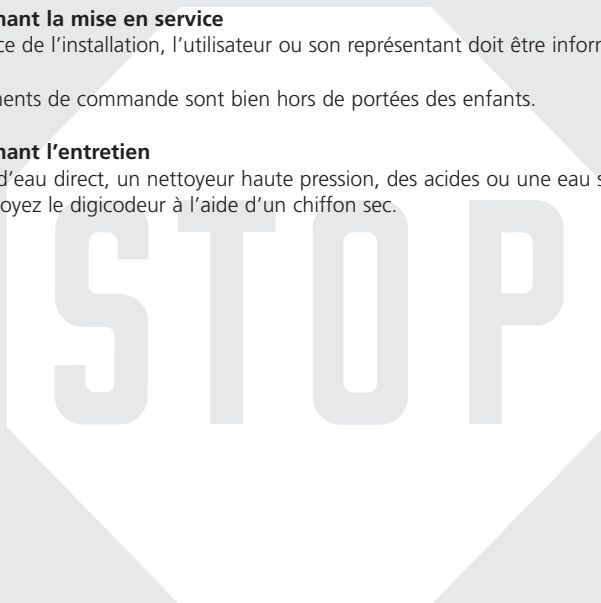 nant la mise en service
ce de l’installation, l’utilisateur ou son représentant doit être infor
ments de commande sont bien hors de portées des enfants.
nant l’entretien
d’eau direct, un nettoyeur haute pression, des acides ou une eau s
oyez le digicodeur à l’aide d’un chiffon sec.
STOP